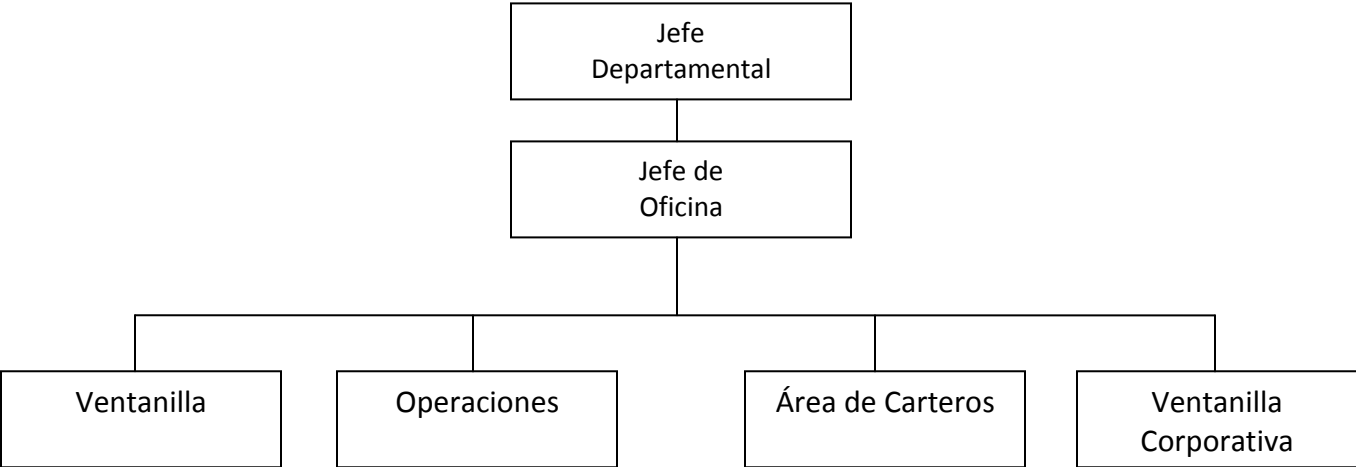 Jefe
Departamental
Jefe de
Oficina
Ventanilla
Operaciones
Área de Carteros
Ventanilla
Corporativa